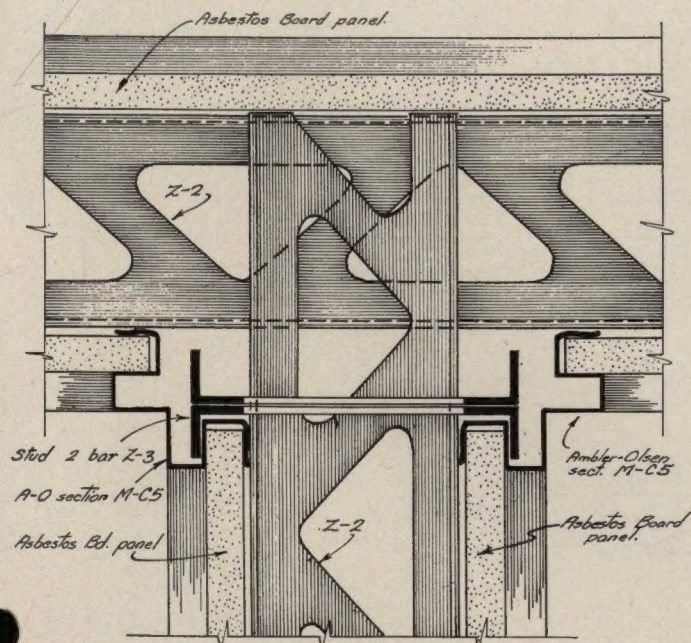 Asbestos Board panel.
Z-2
Stud 2 bar Z-3
A-O section M-C5
Asbestos Bd. panel
Z-2
Ambler-Olsen
sect. M-C5
Asbestos Board
panel.